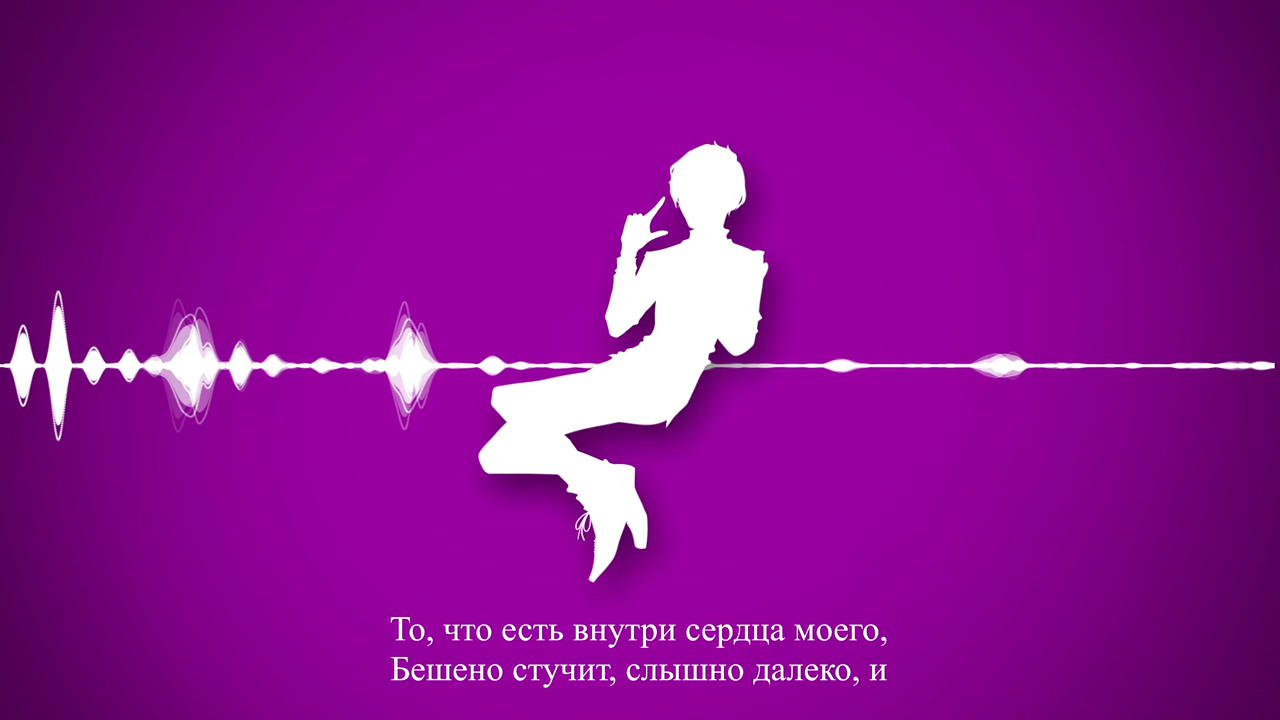 То, что есть внутри сердца моего,
Бешено стучит, слышно далеко, и